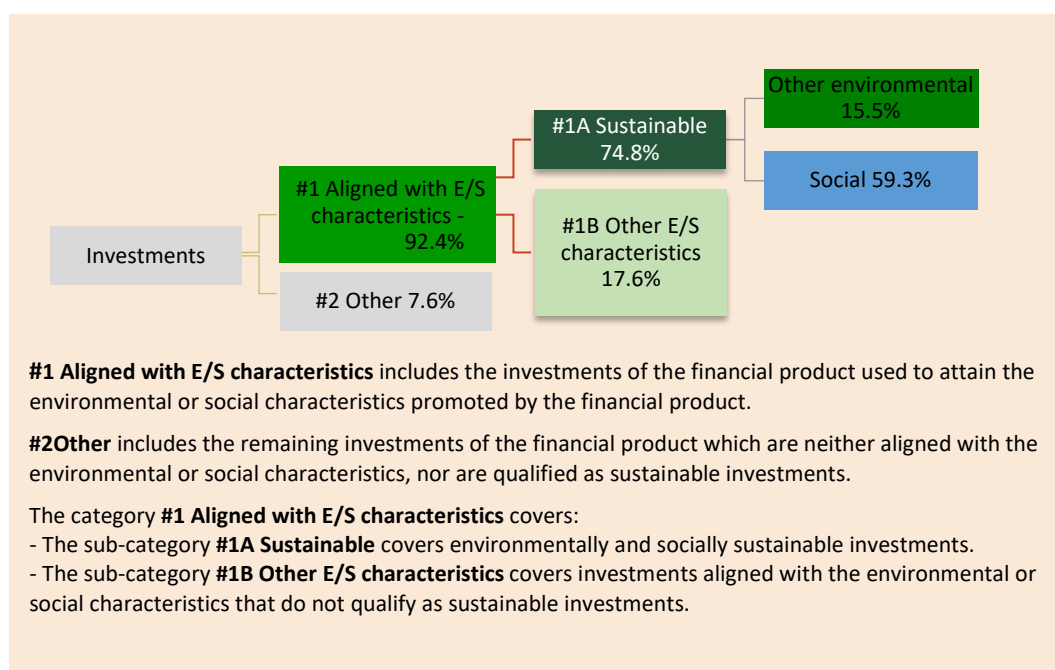 Other environmental
15.5%
#1A Sustainable
74.8%
Social 59.3%
#1 Aligned with E/S
characteristics -
92.4%
#1B Other E/S
characteristics
17.6%
Investments
#2 Other 7.6%
#1 Aligned with E/S characteristics includes the investments of the financial product used to attain the
environmental or social characteristics promoted by the financial product.
#2Other includes the remaining investments of the financial product which are neither aligned with the
environmental or social characteristics, nor are qualified as sustainable investments.
The category #1 Aligned with E/S characteristics covers:
- The sub-category #1A Sustainable covers environmentally and socially sustainable investments.
- The sub-category #1B Other E/S characteristics covers investments aligned with the environmental or
social characteristics that do not qualify as sustainable investments.